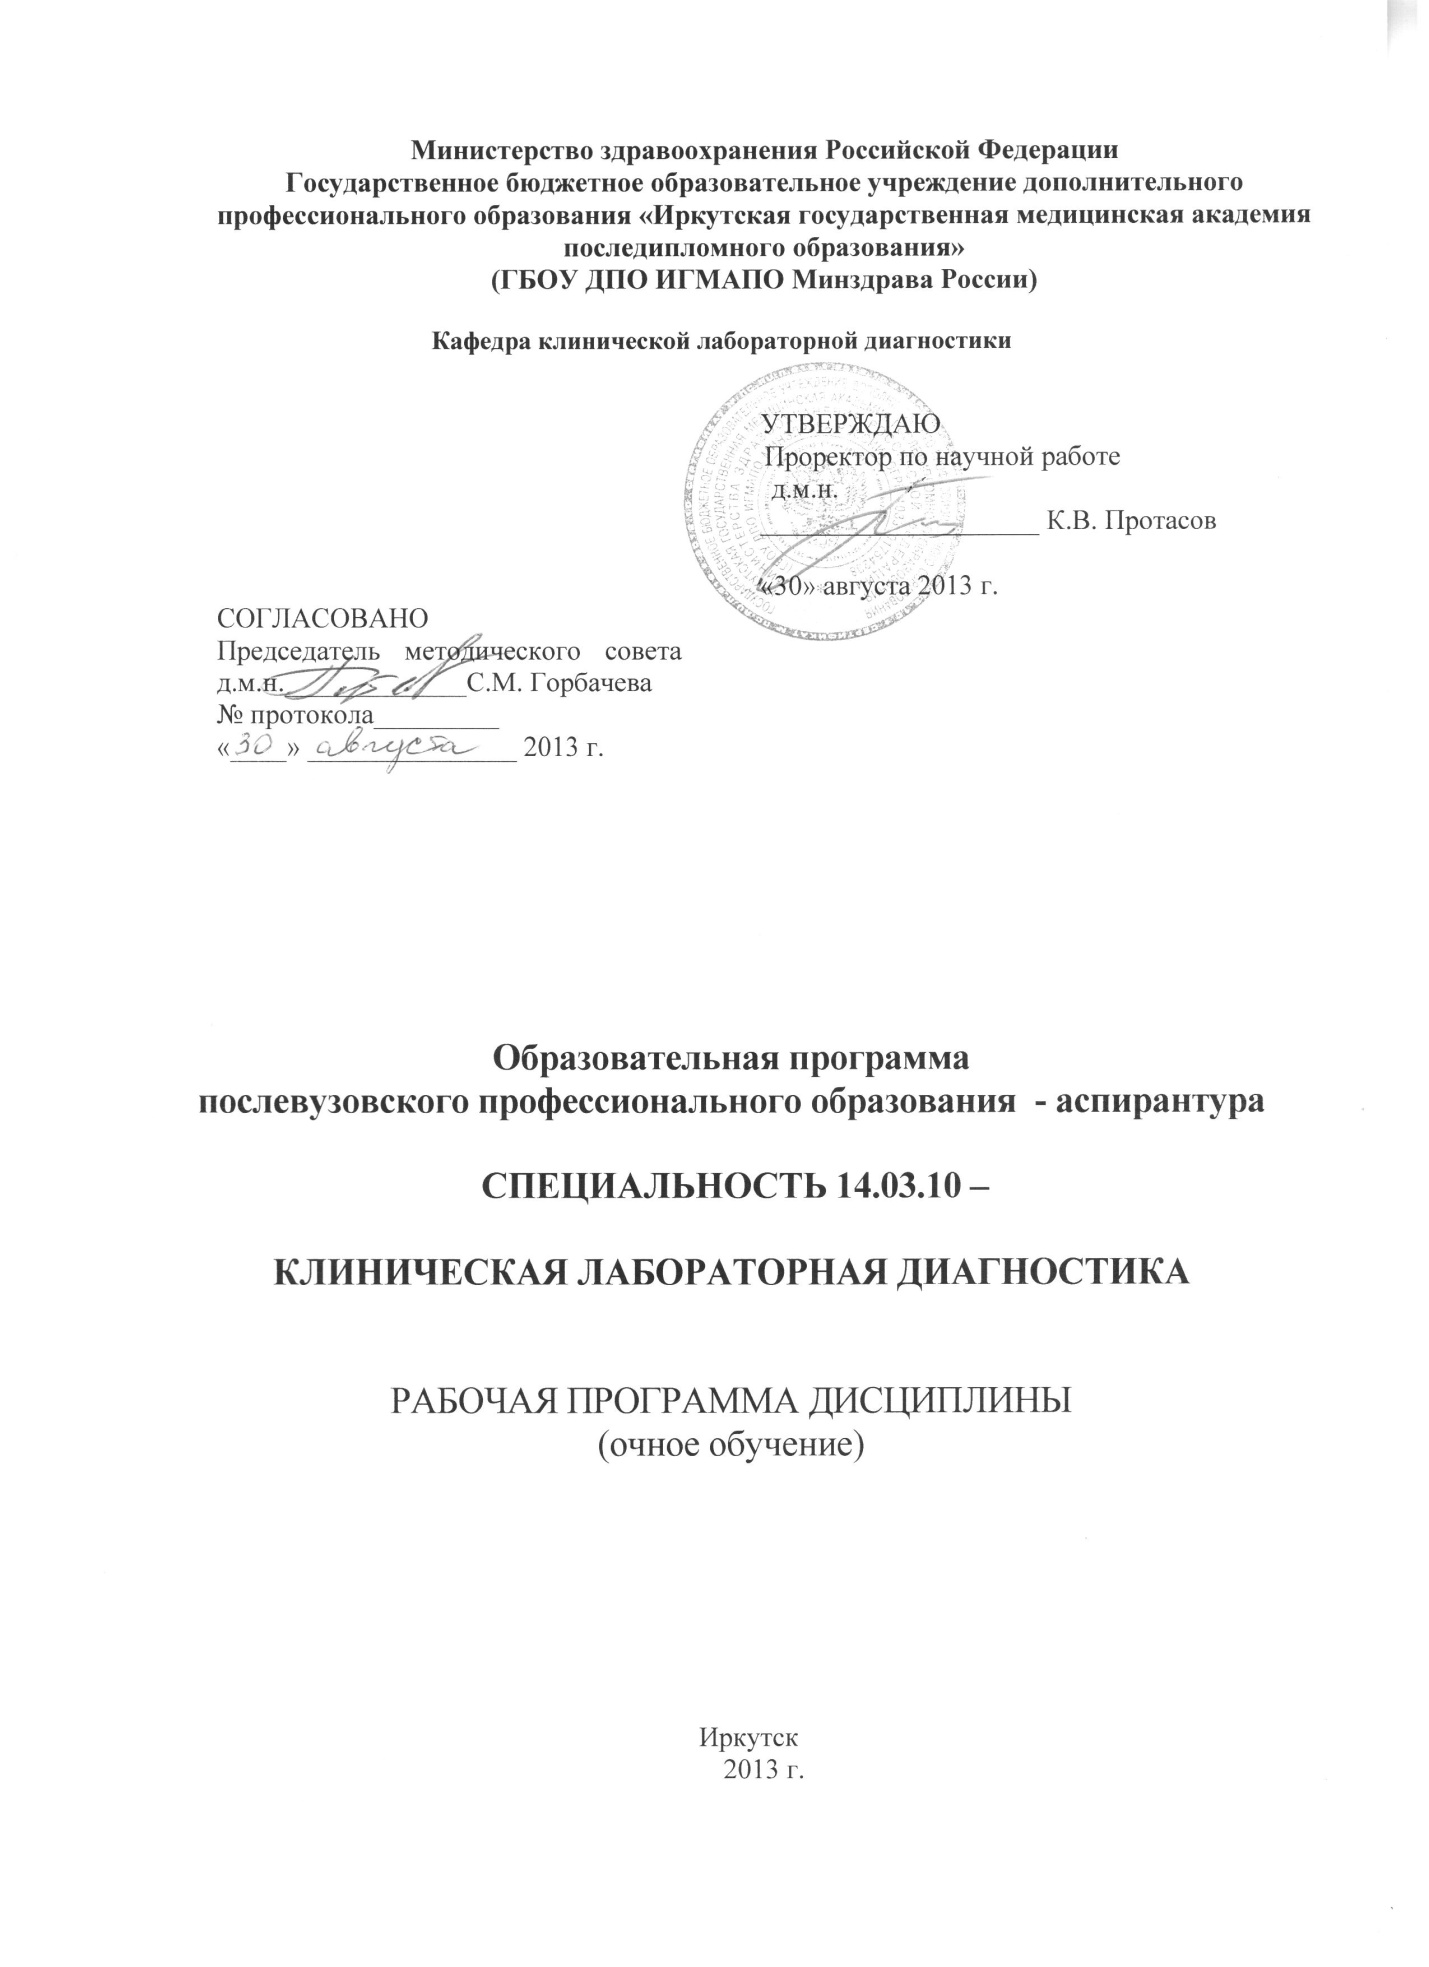 Министерство здравоохранения Российской Федерации
Государственное бюджетное образовательное учреждение дополнительного
профессионального образования «Иркутская государственная медицинская академия
последипломного образования»
(ГБОУ ДПО ИГМАПО Минздрава России)
Кафедра клинической лабораторной диагностики
УТВЕРЖДАЮ
Проректор по научной работе
д.м.н.
____________________ К.В. Протасов
«30» августа 2013 г.
СОГЛАСОВАНО
Председатель методического совета
д.м.н._____________С.М. Горбачева
№ протокола_________
«30» августа 2013 г.
Образовательная программа
послевузовского профессионального образования - аспирантура
СПЕЦИАЛЬНОСТЬ 14.03.10 –
КЛИНИЧЕСКАЯ ЛАБОРАТОРНАЯ ДИАГНОСТИКА
РАБОЧАЯ ПРОГРАММА ДИСЦИПЛИНЫ
(очное обучение)
Иркутск
2013 г.